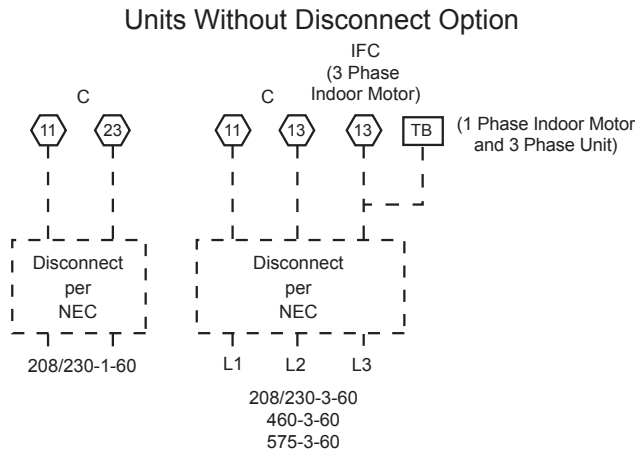 Units Without Disconnect Option
IFC
(3 Phase
Indoor Motor)
C
C
11
23
11
13
13
TB
(1 Phase Indoor Motor
and 3 Phase Unit)
Disconnect
per
NEC
Disconnect
per
NEC
208/230-1-60
L1
L2
L3
208/230-3-60
460-3-60
575-3-60